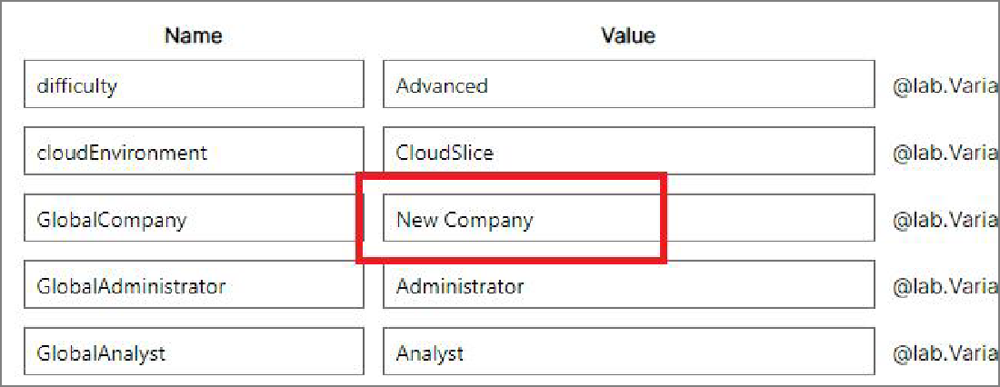 Name Value
difficulty Advanced @lab.Varia
cloudEnvironment CloudSlice @lab.Varia
GlobalCompany New Company @lab.Varia
GlobalAdministrator Administrator @lab.Varia
GlobalAnalyst Analyst @lab.Varia